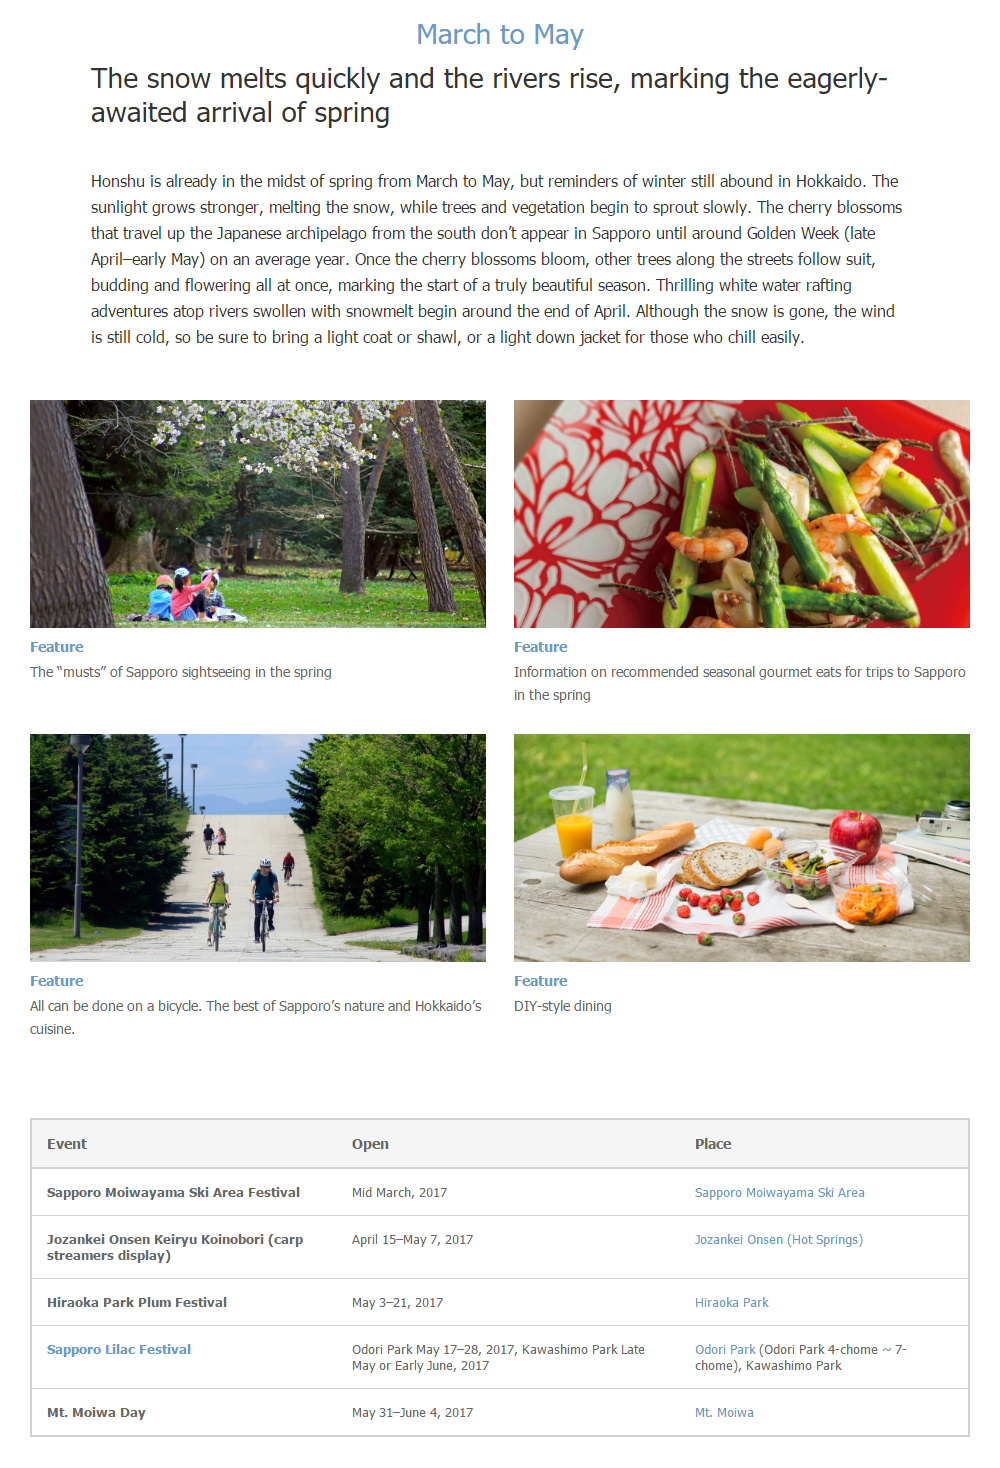 March to May
The snow melts quickly and the rivers rise, marking the eagerly-
awaited arrival of spring
Honshu is already in the midst of spring from March to May, but reminders of winter still abound in Hokkaido. The
sunlight grows stronger, melting the snow, while trees and vegetation begin to sprout slowly. The cherry blossoms
that travel up the Japanese archipelago from the south don’t appear in Sapporo until around Golden Week (late
April–early May) on an average year. Once the cherry blossoms bloom, other trees along the streets follow suit,
budding and flowering all at once, marking the start of a truly beautiful season. Thrilling white water rafting
adventures atop rivers swollen with snowmelt begin around the end of April. Although the snow is gone, the wind
is still cold, so be sure to bring a light coat or shawl, or a light down jacket for those who chill easily.
Feature
The “musts” of Sapporo sightseeing in the spring
Feature
Information on recommended seasonal gourmet eats for trips to Sapporo
in the spring
Feature
All can be done on a bicycle. The best of Sapporo’s nature and Hokkaido’s
cuisine.
Feature
DIY-style dining
Event Open Place
Sapporo Moiwayama Ski Area Festival Mid March, 2017 Sapporo Moiwayama Ski Area
Jozankei Onsen Keiryu Koinobori (carp April 15–May 7, 2017 Jozankei Onsen (Hot Springs)
streamers display)
Hiraoka Park Plum Festival May 3–21, 2017 Hiraoka Park
Sapporo Lilac Festival Odori Park May 17–28, 2017, Kawashimo Park Late Odori Park (Odori Park 4-chome ~ 7-
May or Early June, 2017 chome), Kawashimo Park
Mt. Moiwa Day May 31–June 4, 2017 Mt. Moiwa